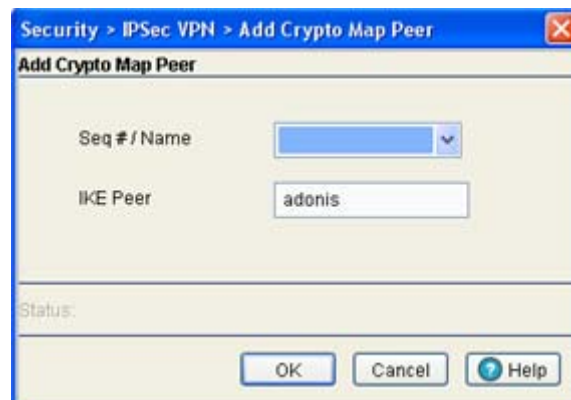 Security > IPSec VPN > Add Crypto Map Peer
Add Crypto Map Peer
Seq # / Name
IKE Peer adonis
Status:
OK Cancel Help